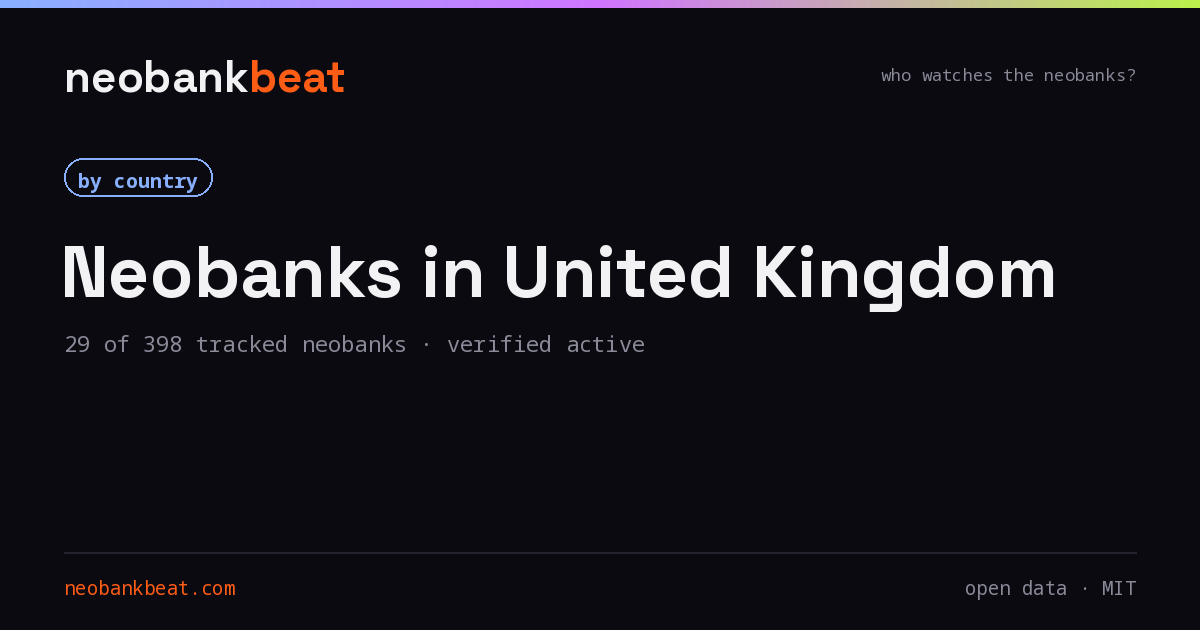 neobankbeat
who watches the neobanks?
by country
Neobanks in United Kingdom
29 of 398 tracked neobanks · verified active
neobankbeat.com
open data · MIT